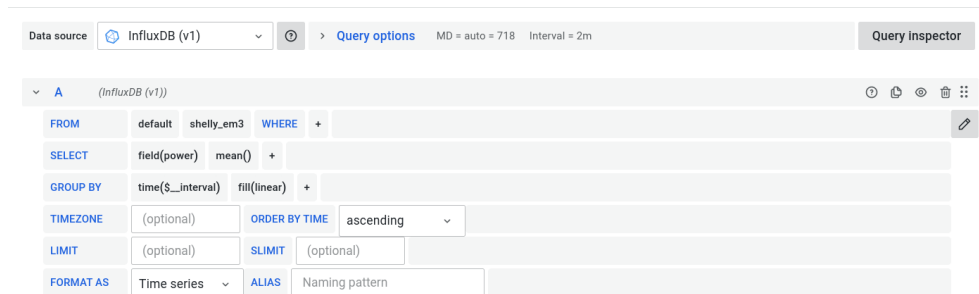 Data source InfluxDB (v1) > Query options MD = auto = 718 Interval = 2m Query inspector
A (InfluxDB (v1))
FROM default shelly_em3 WHERE +
SELECT field(power) mean() +
GROUP BY time($__interval) fill(linear) +
TIMEZONE (optional) ORDER BY TIME ascending
LIMIT (optional) SLIMIT (optional)
FORMAT AS Time series ALIAS Naming pattern